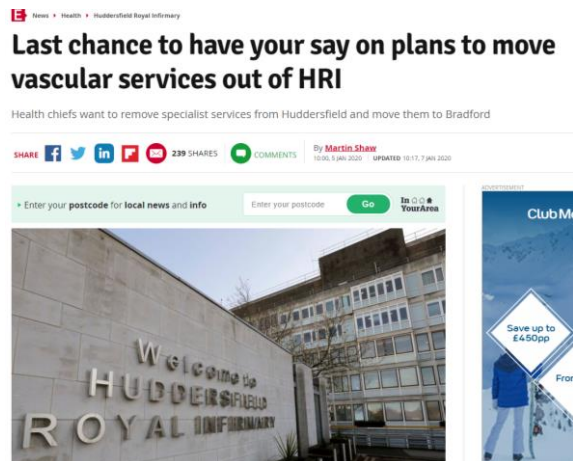 E News Health Huddersfield Royal Infirmary
Last chance to have your say on plans to move
vascular services out of HRI
Health chiefs want to remove specialist services from Huddersfield and move them to Bradford
SHARE 239 SHARES COMMENTS
By Martin Shaw
10:00, 5 JAN 2020 UPDATED 10:17, 7 JAN 2020
ADVERTISEMENT
Enter your postcode for local news and info Enter your postcode Go In YourArea
Club Me
Welcome to
HUDDERSFIELD
ROYAL INFIRMARY
Save up to
£450pp
From